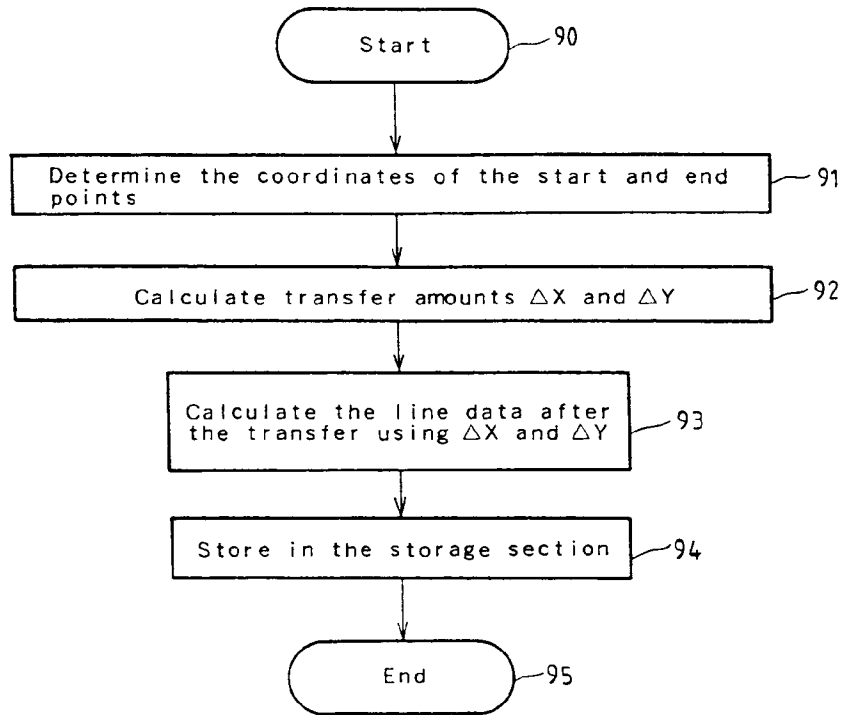 Start
90
Determine the coordinates of the start and end
points
91
Calculate transfer amounts △X and △Y
92
Calculate the line data after
the transfer using △X and △Y
93
Store in the storage section
94
End
95